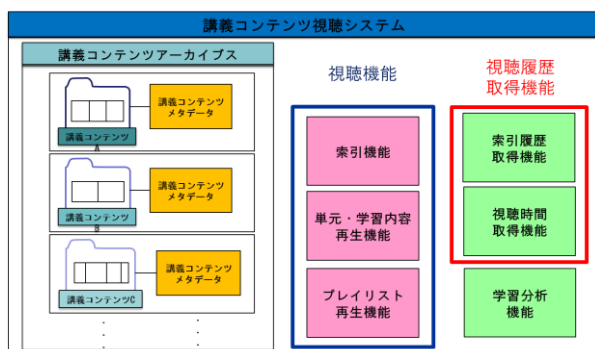 講義コンテンツ視聴システム
講義コンテンツアーカイブス
講義コンテンツ
メタデータ
講義コンテンツ
A
講義コンテンツ
メタデータ
講義コンテンツ
B
講義コンテンツ
メタデータ
講義コンテンツC
視聴機能
索引機能
単元・学習内容
再生機能
プレイリスト
再生機能
視聴履歴
取得機能
索引履歴
取得機能
視聴時間
取得機能
学習分析
機能